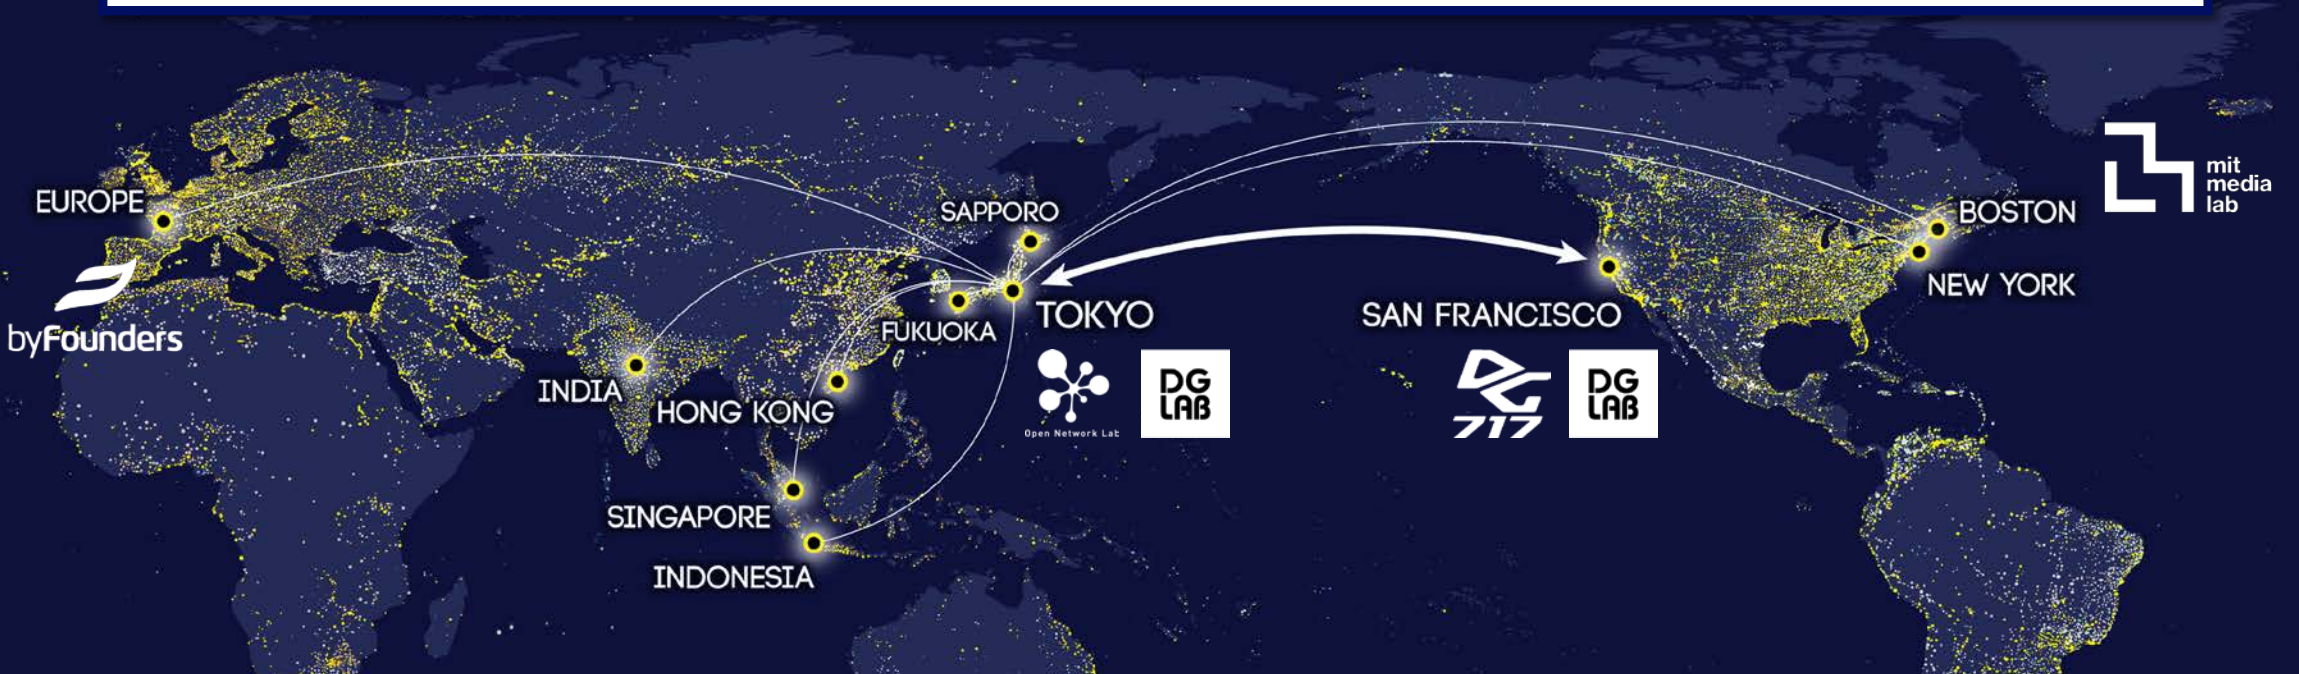 EUROPE
byFounders
INDIA
HONG KONG
SINGAPORE
INDONESIA
SAPPORO
FUKUOKA
TOKYO
Open Network Lab
DG
LAB
SAN FRANCISCO
DG
717
DG
LAB
BOSTON
NEW YORK
mit
media
lab